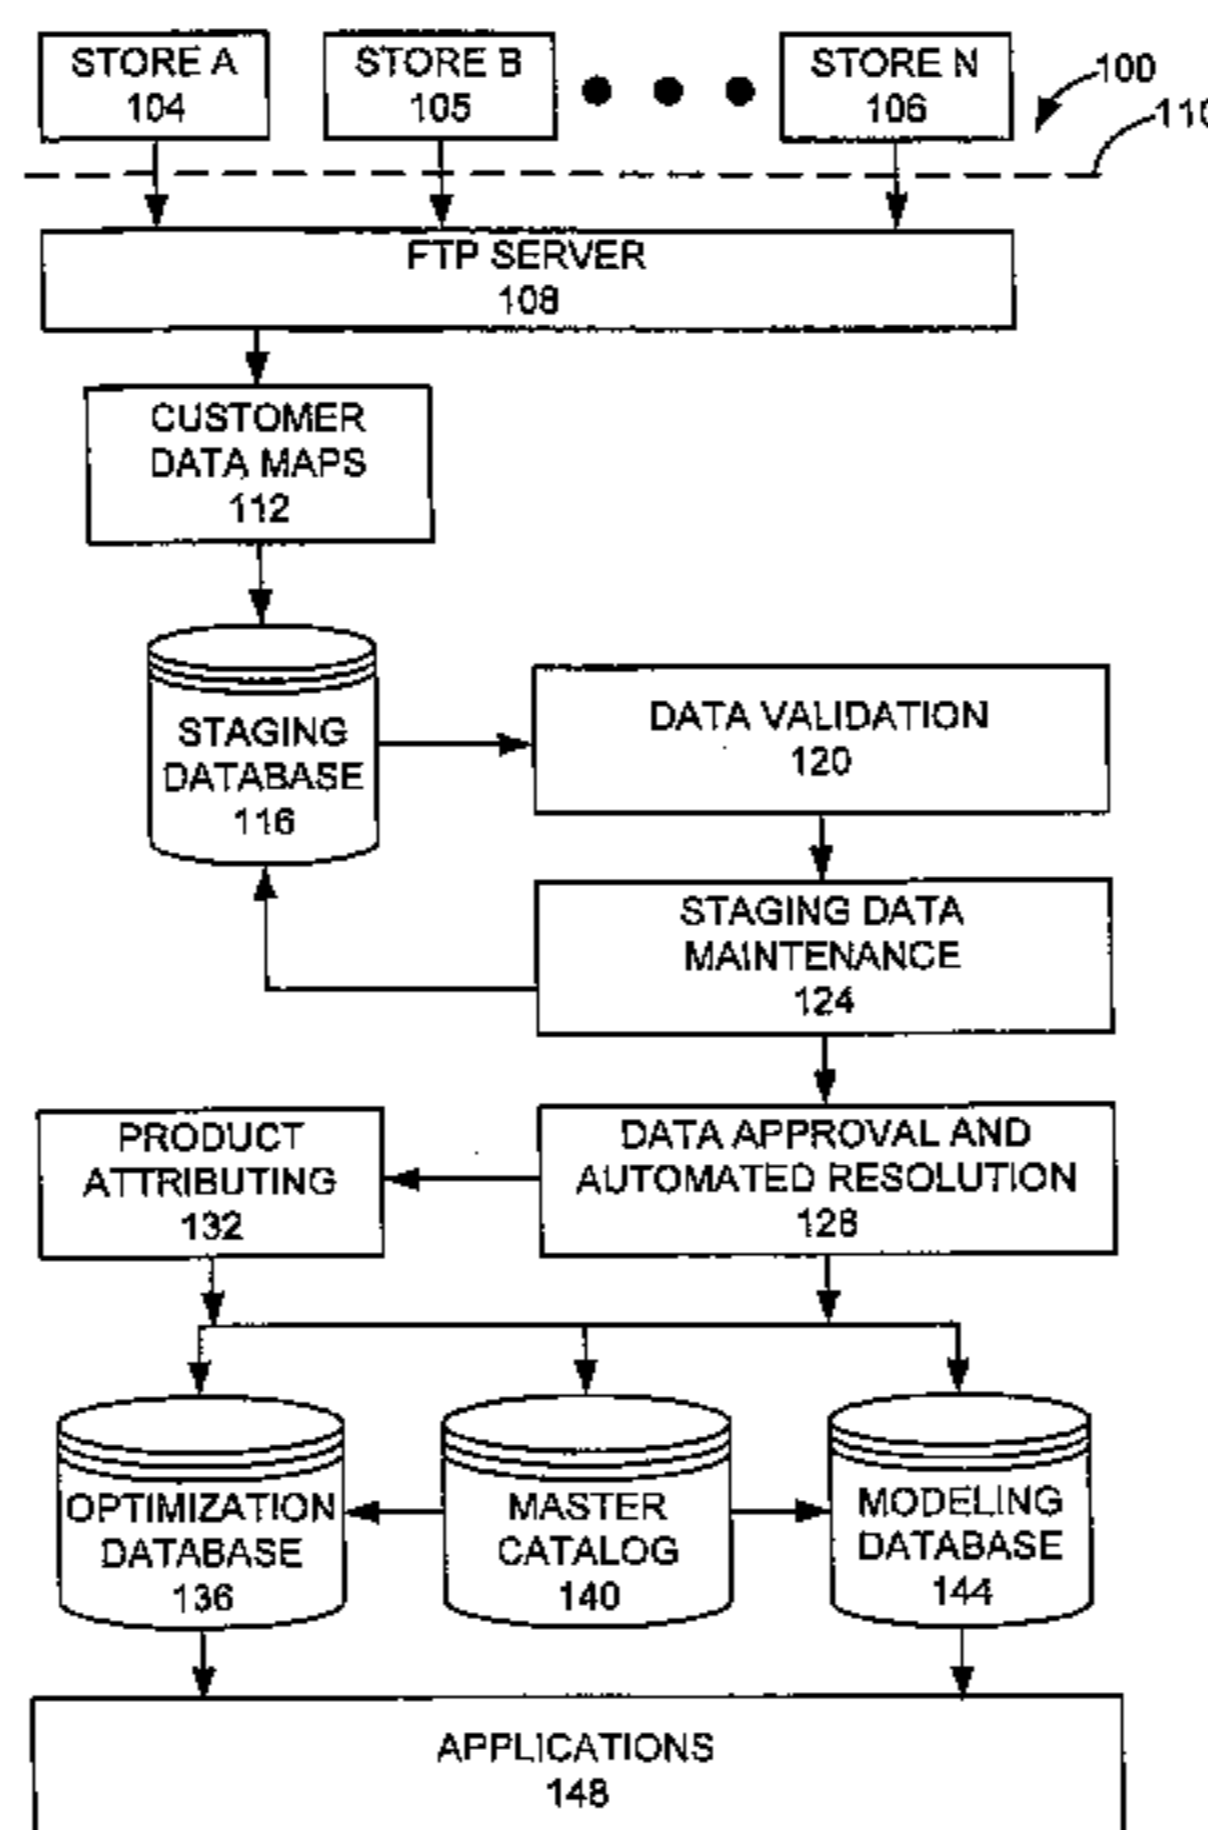 STORE A
104
STORE B
105
STORE N
106
100
110
FTP SERVER
108
CUSTOMER
DATA MAPS
112
STAGING
DATABASE
116
DATA VALIDATION
120
STAGING DATA
MAINTENANCE
124
PRODUCT
ATTRIBUTING
132
DATA APPROVAL AND
AUTOMATED RESOLUTION
128
OPTIMIZATION
DATABASE
136
MASTER
CATALOG
140
MODELING
DATABASE
144
APPLICATIONS
148